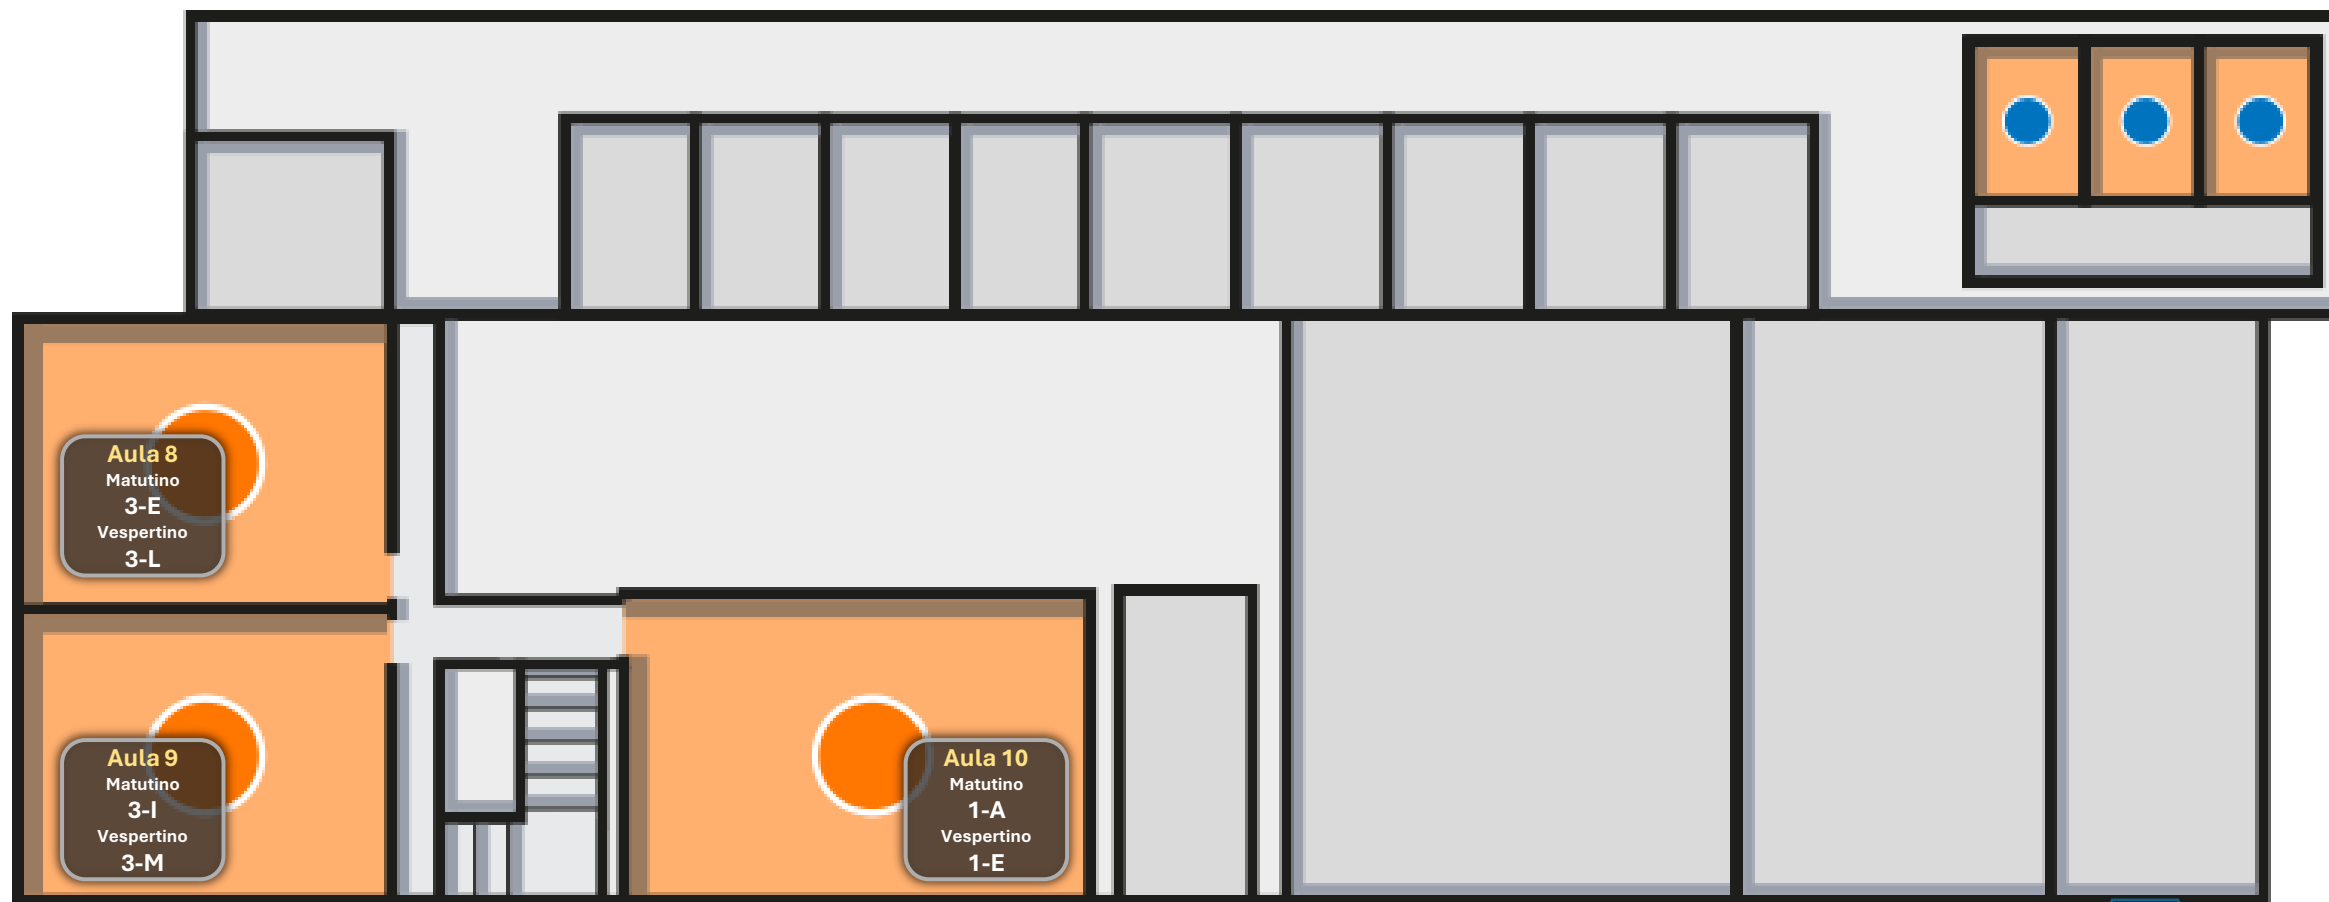 Aula 8
Matutino
3-E
Vespertino
3-L
Aula 9
Matutino
3-I
Vespertino
3-M
Aula 10
Matutino
1-A
Vespertino
1-E